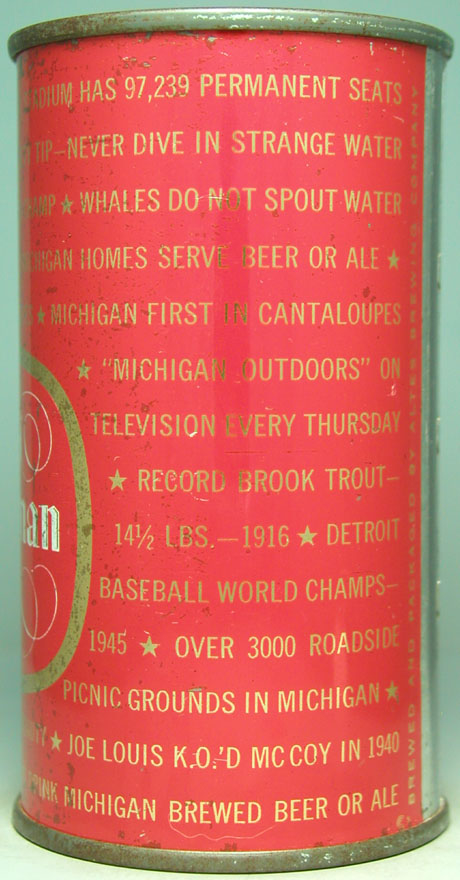 HAS 97,239 PERMANENT SEATS
TIP—NEVER DIVE IN STRANGE WATER
★ WHALES DO NOT SPOUT WATER
MICHIGAN HOMES SERVE BEER OR ALE ★
★ MICHIGAN FIRST IN CANTALOUPES
★ "MICHIGAN OUTDOORS" ON
TELEVISION EVERY THURSDAY
★ RECORD BROOK TROUT—
14½ LBS.—1916 ★ DETROIT
BASEBALL WORLD CHAMPS—
1945 ★ OVER 3000 ROADSIDE
PICNIC GROUNDS IN MICHIGAN ★
★ JOE LOUIS K.O.'D MCCOY IN 1940
DRINK MICHIGAN BREWED BEER OR ALE
BREWED AND PACKAGED BY ALTES BREWING COMPANY